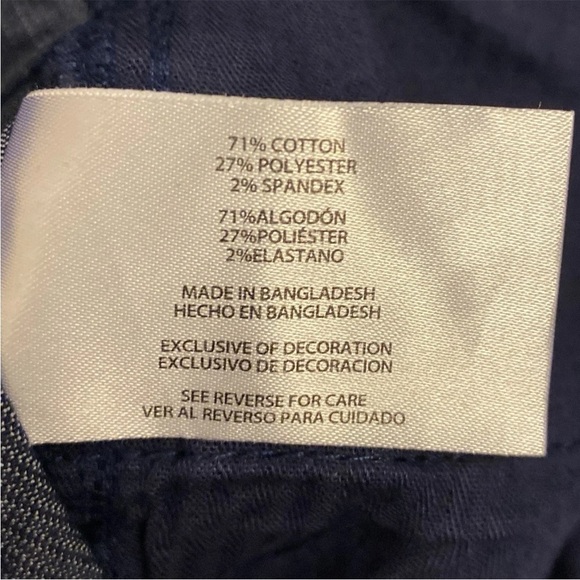 71% COTTON
27% POLYESTER
2% SPANDEX
71%ALGODÓN
27%POLIÉSTER
2%ELASTANO
MADE IN BANGLADESH
HECHO EN BANGLADESH
EXCLUSIVE OF DECORATION
EXCLUSIVO DE DECORACION
SEE REVERSE FOR CARE
VER AL REVERSO PARA CUIDADO